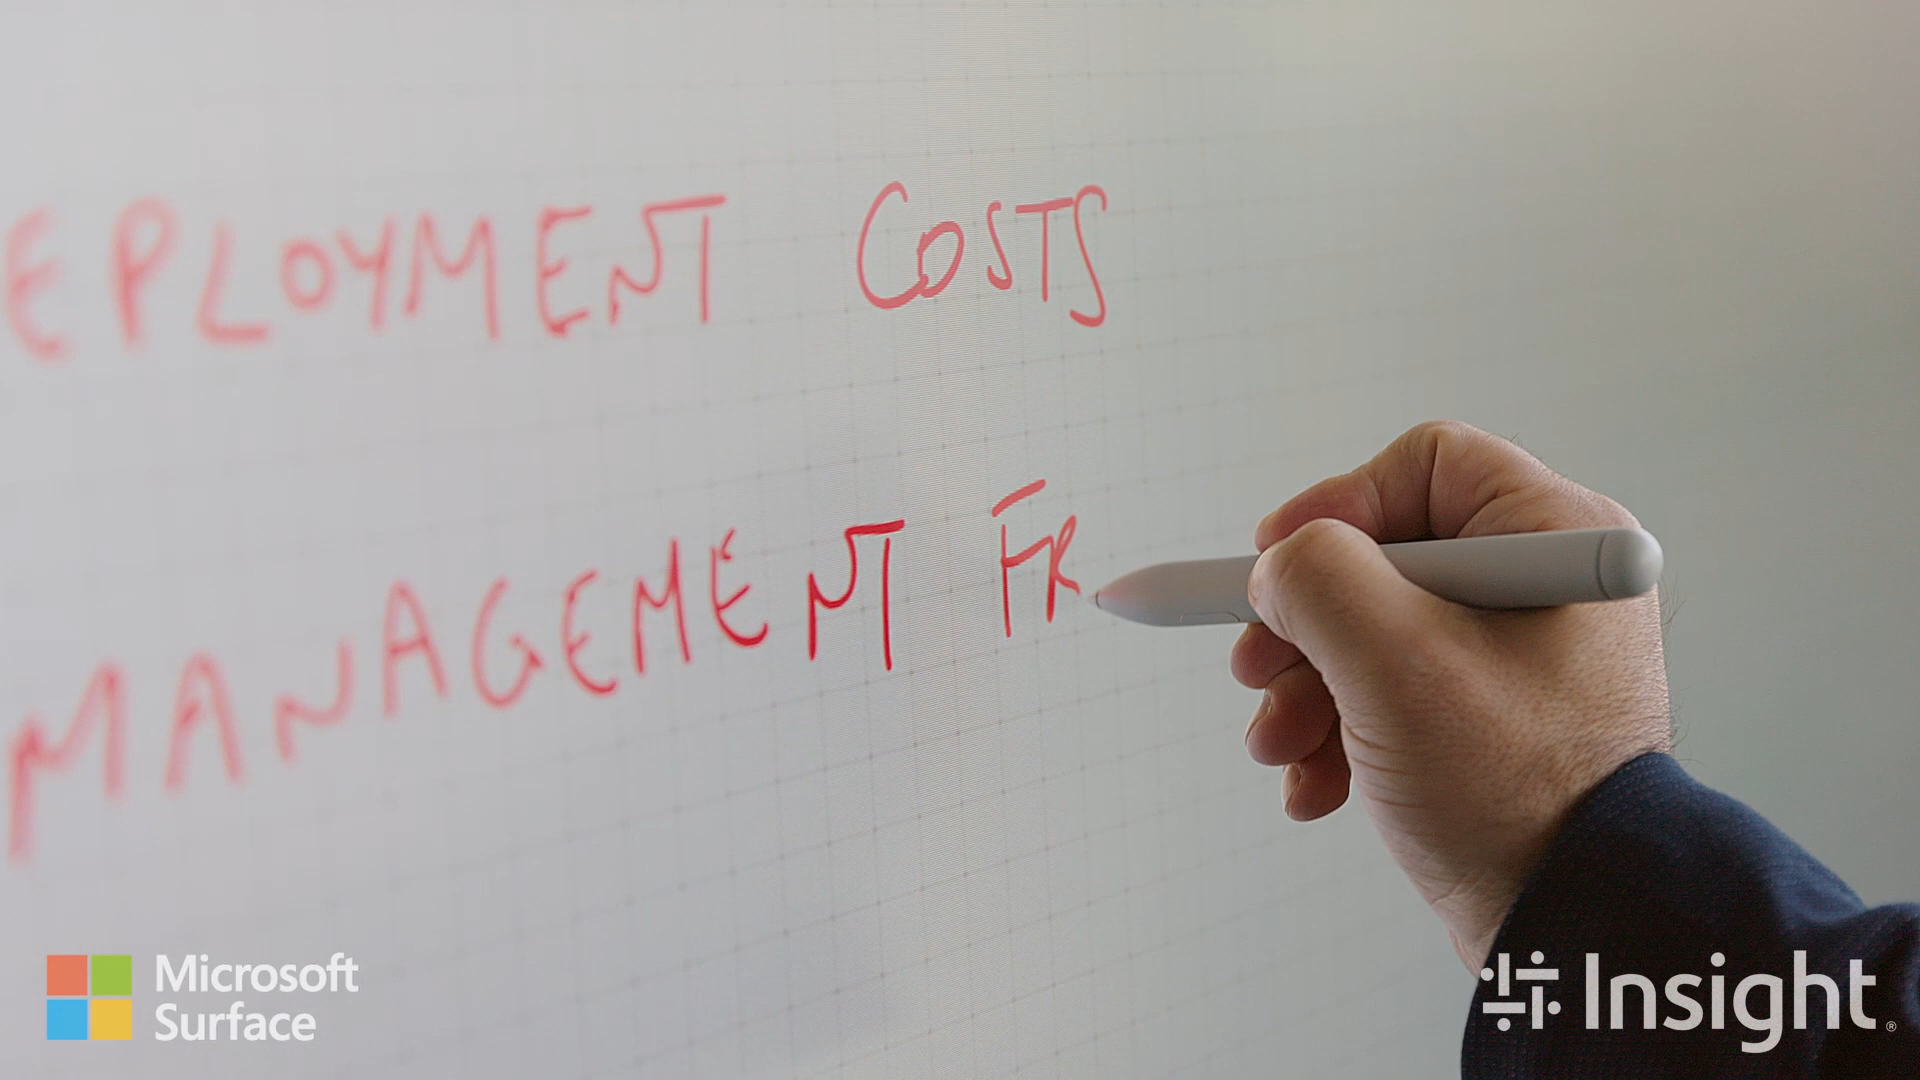 EPLOYMENT COSTS
MANAGEMENT FR
Microsoft
Surface
Insight